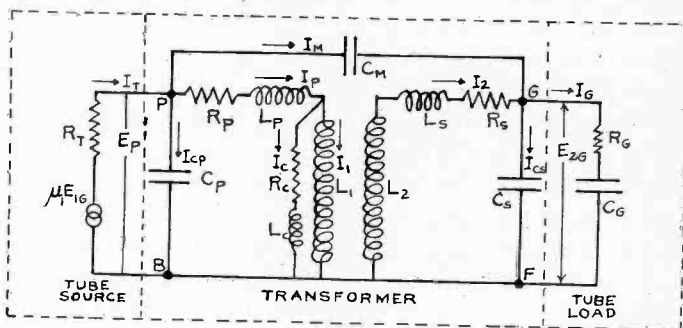 I_M
C_M
I_T
P
R_P
I_P
L_P
I_2
L_S
R_S
G
I_G
R_T
E_P
I_CP
C_P
I_C
R_C
L_C
I_1
L_1
L_2
I_CS
C_S
E_2G
R_G
C_G
μE_1G
B
F
TUBE SOURCE
TRANSFORMER
TUBE LOAD